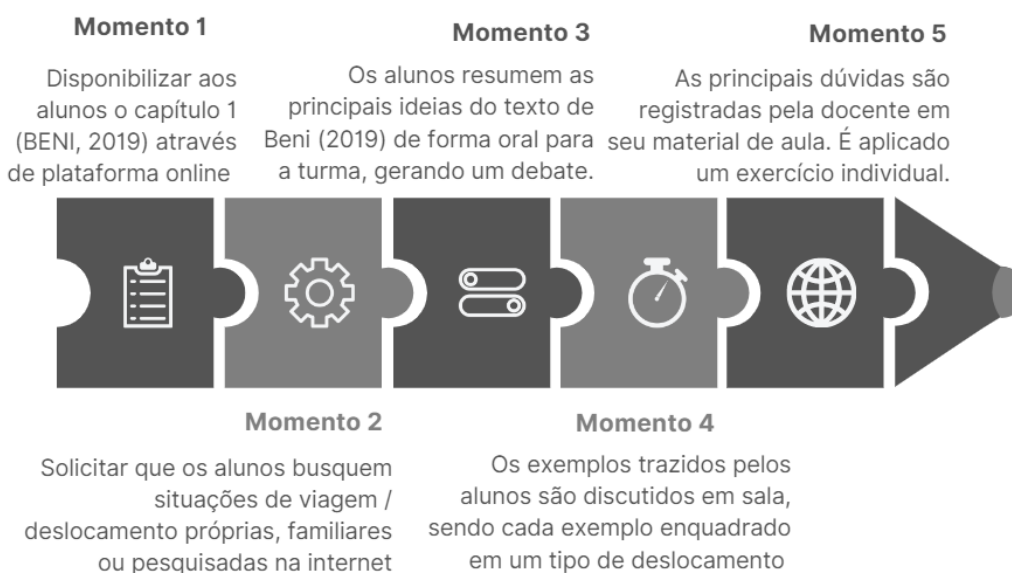 Momento 1
Disponibilizar aos
alunos o capítulo 1
(BENI, 2019) através
de plataforma online
Momento 2
Solicitar que os alunos busquem
situações de viagem /
deslocamento próprias, familiares
ou pesquisadas na internet
Momento 3
Os alunos resumem as
principais ideias do texto de
Beni (2019) de forma oral para
a turma, gerando um debate.
Momento 4
Os exemplos trazidos pelos
alunos são discutidos em sala,
sendo cada exemplo enquadrado
em um tipo de deslocamento
Momento 5
As principais dúvidas são
registradas pela docente em
seu material de aula. É aplicado
um exercício individual.